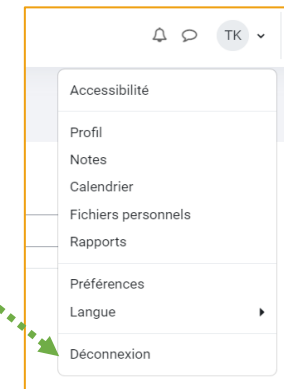 TK
Accessibilité
Profil
Notes
Calendrier
Fichiers personnels
Rapports
Préférences
Langue
Déconnexion